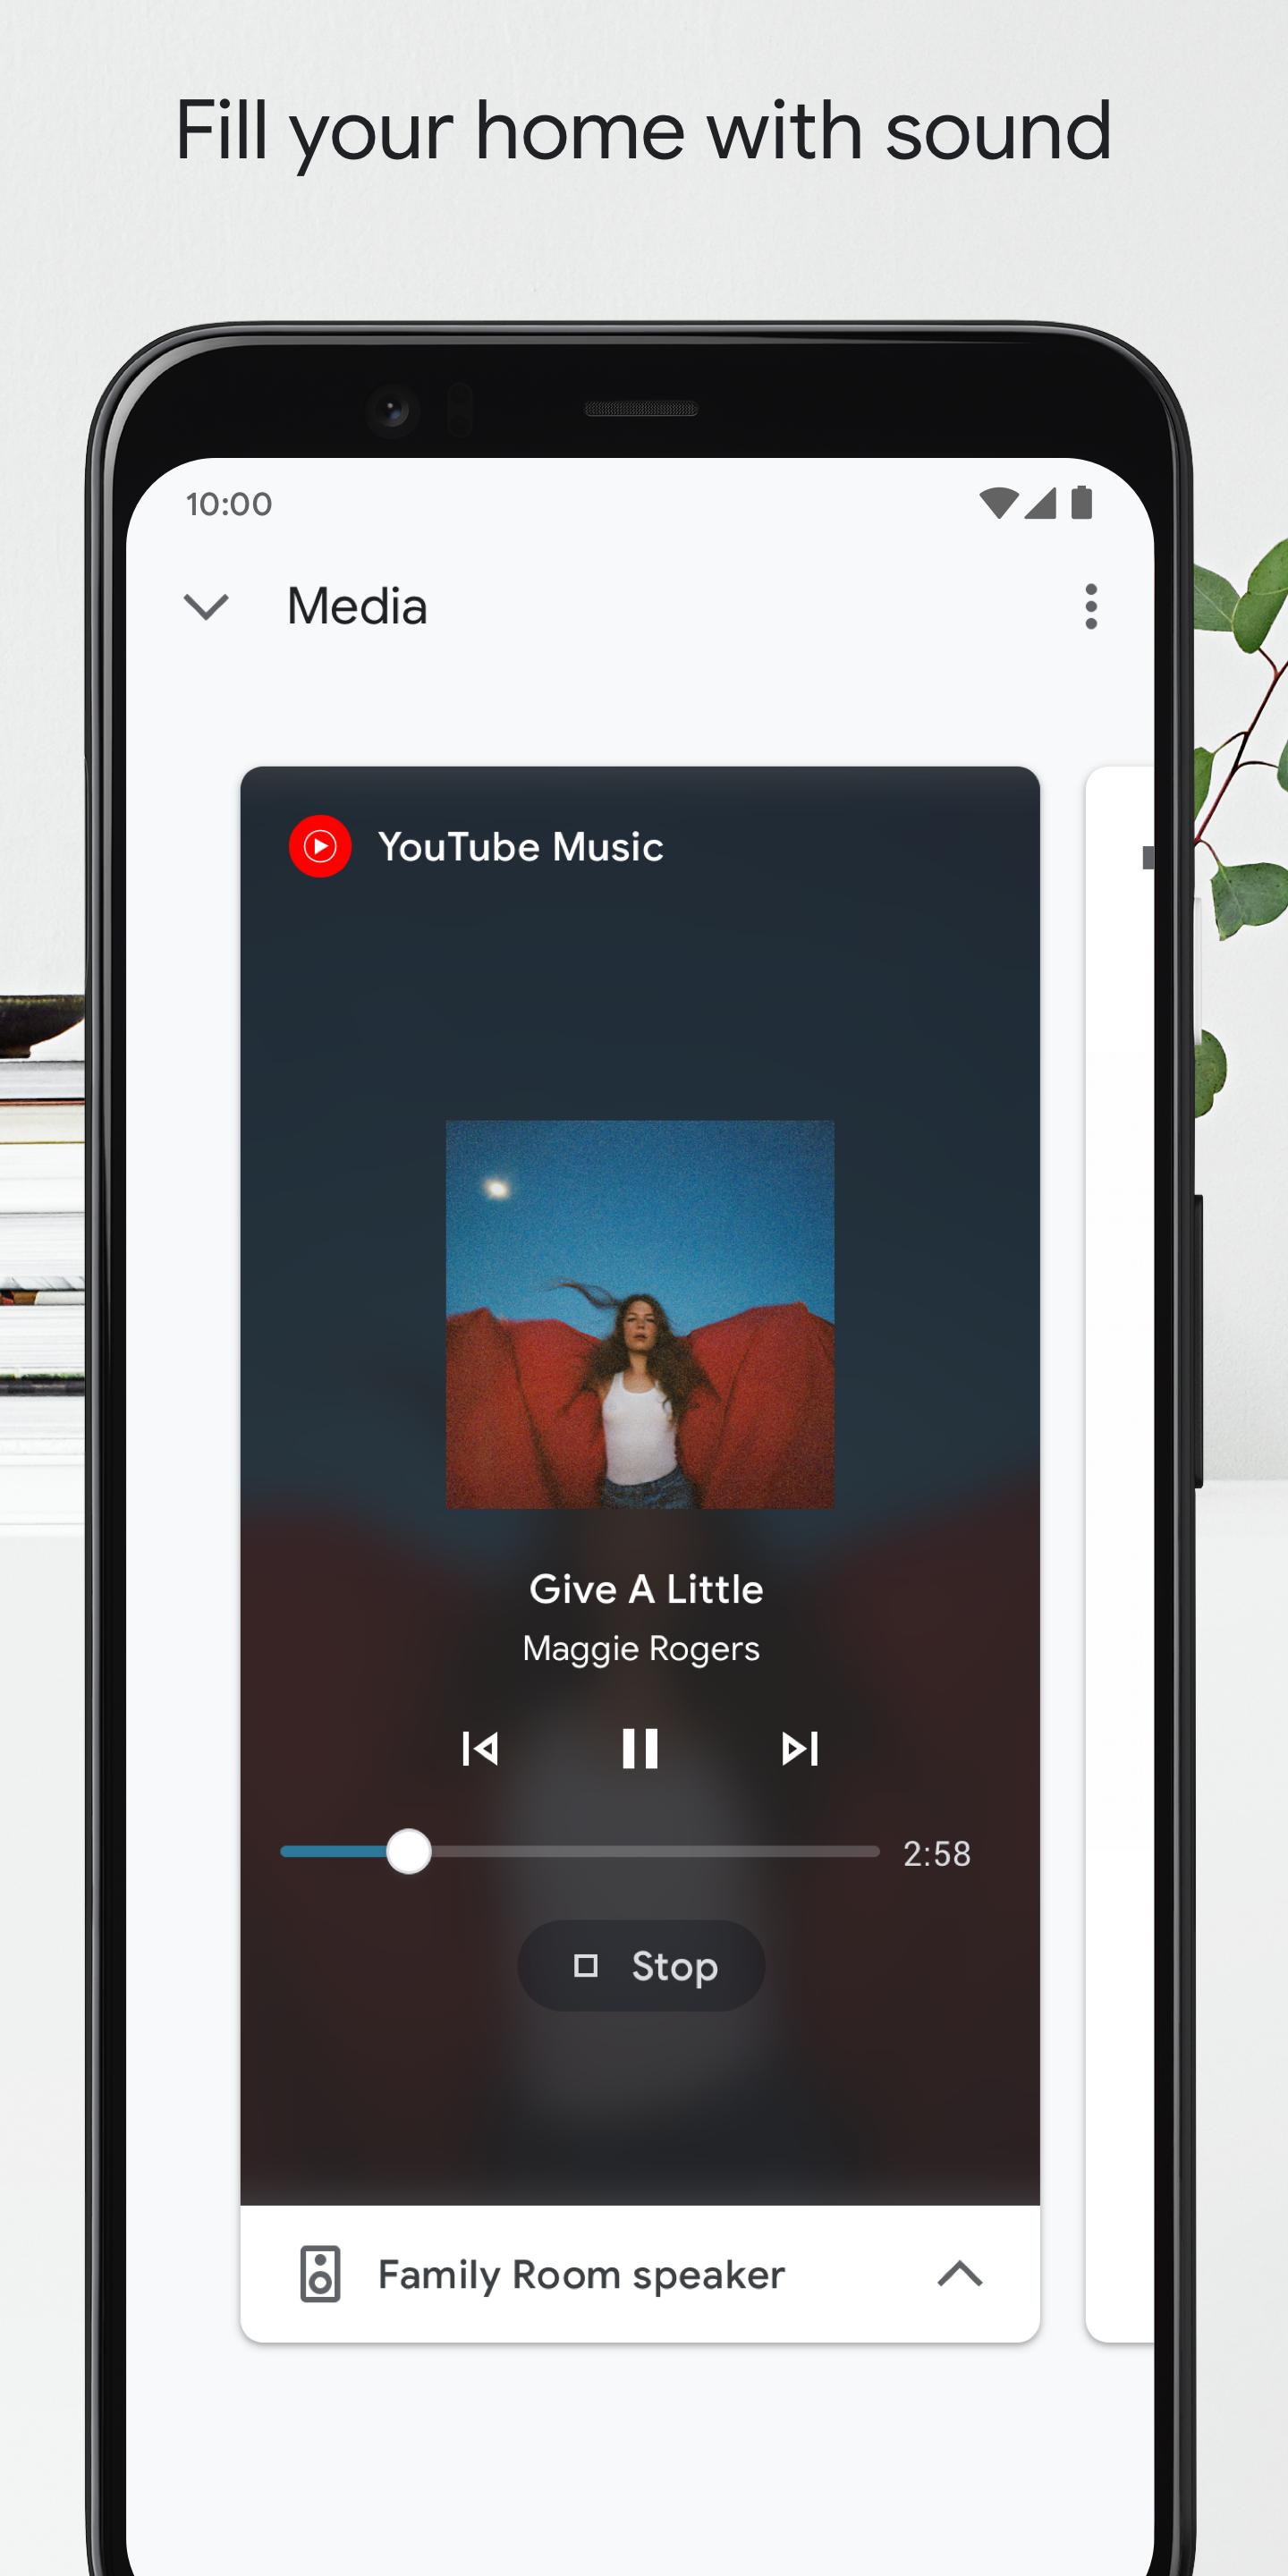 Fill your home with sound
10:00
Media
YouTube Music
Give A Little
Maggie Rogers
2:58
Stop
Family Room speaker